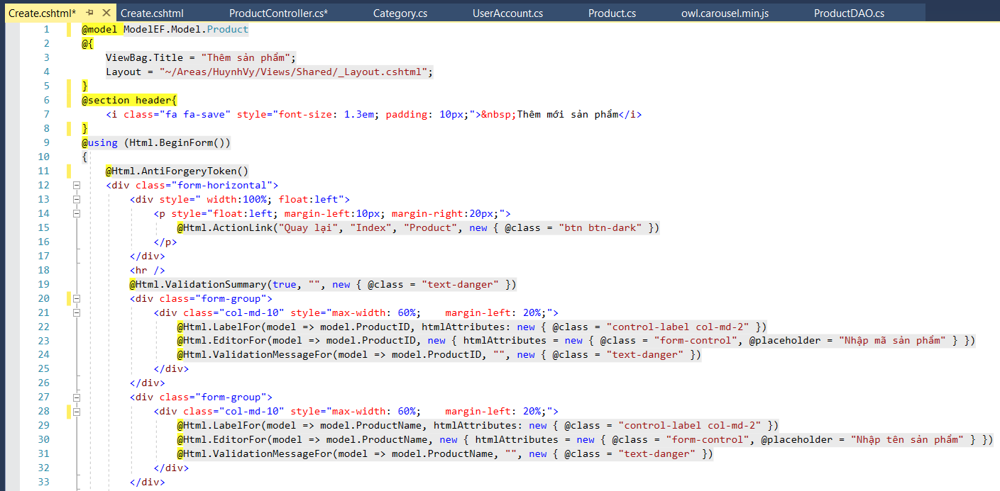 Create.cshtml* Create.cshtml ProductController.cs* Category.cs UserAccount.cs Product.cs owl.carousel.min.js ProductDAO.cs
1 @model ModelEF.Model.Product
2 @{
3 ViewBag.Title = "Thêm sản phẩm";
4 Layout = "~/Areas/HuynhVy/Views/Shared/_Layout.cshtml";
5 }
6 @section header{
7 <i class="fa fa-save" style="font-size: 1.3em; padding: 10px;">&nbsp;Thêm mới sản phẩm</i>
8 }
9 @using (Html.BeginForm())
10 {
11 @Html.AntiForgeryToken()
12 <div class="form-horizontal">
13 <div style=" width:100%; float:left">
14 <p style="float:left; margin-left:10px; margin-right:20px;">
15 @Html.ActionLink("Quay lại", "Index", "Product", new { @class = "btn btn-dark" })
16 </p>
17 </div>
18 <hr />
19 @Html.ValidationSummary(true, "", new { @class = "text-danger" })
20 <div class="form-group">
21 <div class="col-md-10" style="max-width: 60%;    margin-left: 20%;">
22 @Html.LabelFor(model => model.ProductID, htmlAttributes: new { @class = "control-label col-md-2" })
23 @Html.EditorFor(model => model.ProductID, new { htmlAttributes = new { @class = "form-control", @placeholder = "Nhập mã sản phẩm" } })
24 @Html.ValidationMessageFor(model => model.ProductID, "", new { @class = "text-danger" })
25 </div>
26 </div>
27 <div class="form-group">
28 <div class="col-md-10" style="max-width: 60%;    margin-left: 20%;">
29 @Html.LabelFor(model => model.ProductName, htmlAttributes: new { @class = "control-label col-md-2" })
30 @Html.EditorFor(model => model.ProductName, new { htmlAttributes = new { @class = "form-control", @placeholder = "Nhập tên sản phẩm" } })
31 @Html.ValidationMessageFor(model => model.ProductName, "", new { @class = "text-danger" })
32 </div>
33 </div>